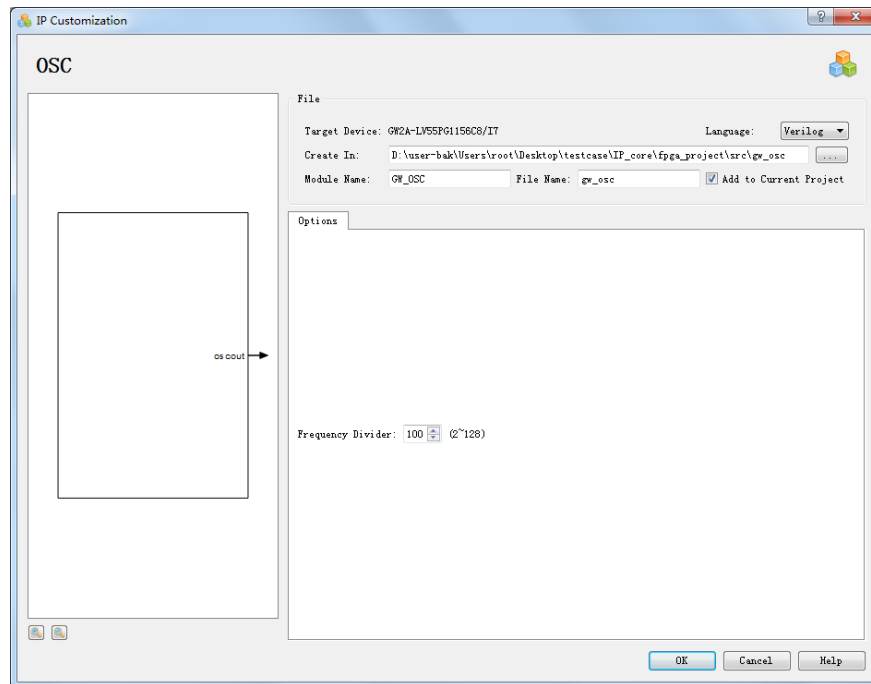 IP Customization
OSC
File
Target Device: GW2A-LV55PG1156C8/I7 Language: Verilog
Create In: D:\user-bak\Users\root\Desktop\testcase\IP_core\fpga_project\src\gw_osc ...
Module Name: GW_OSC File Name: gw_osc Add to Current Project
Options
oscout
Frequency Divider: 100 (2~128)
OK Cancel Help